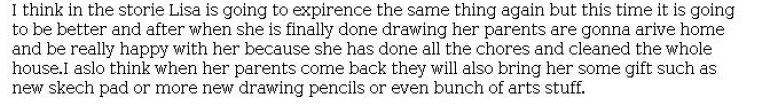 I think in the storie Lisa is going to expirence the same thing again but this time it is going
to be better and after when she is finally done drawing her parents are gonna arive home
and be really happy with her because she has done all the chores and cleaned the whole
house.I aslo think when her parents come back they will also bring her some gift such as
new skech pad or more new drawing pencils or even bunch of arts stuff.